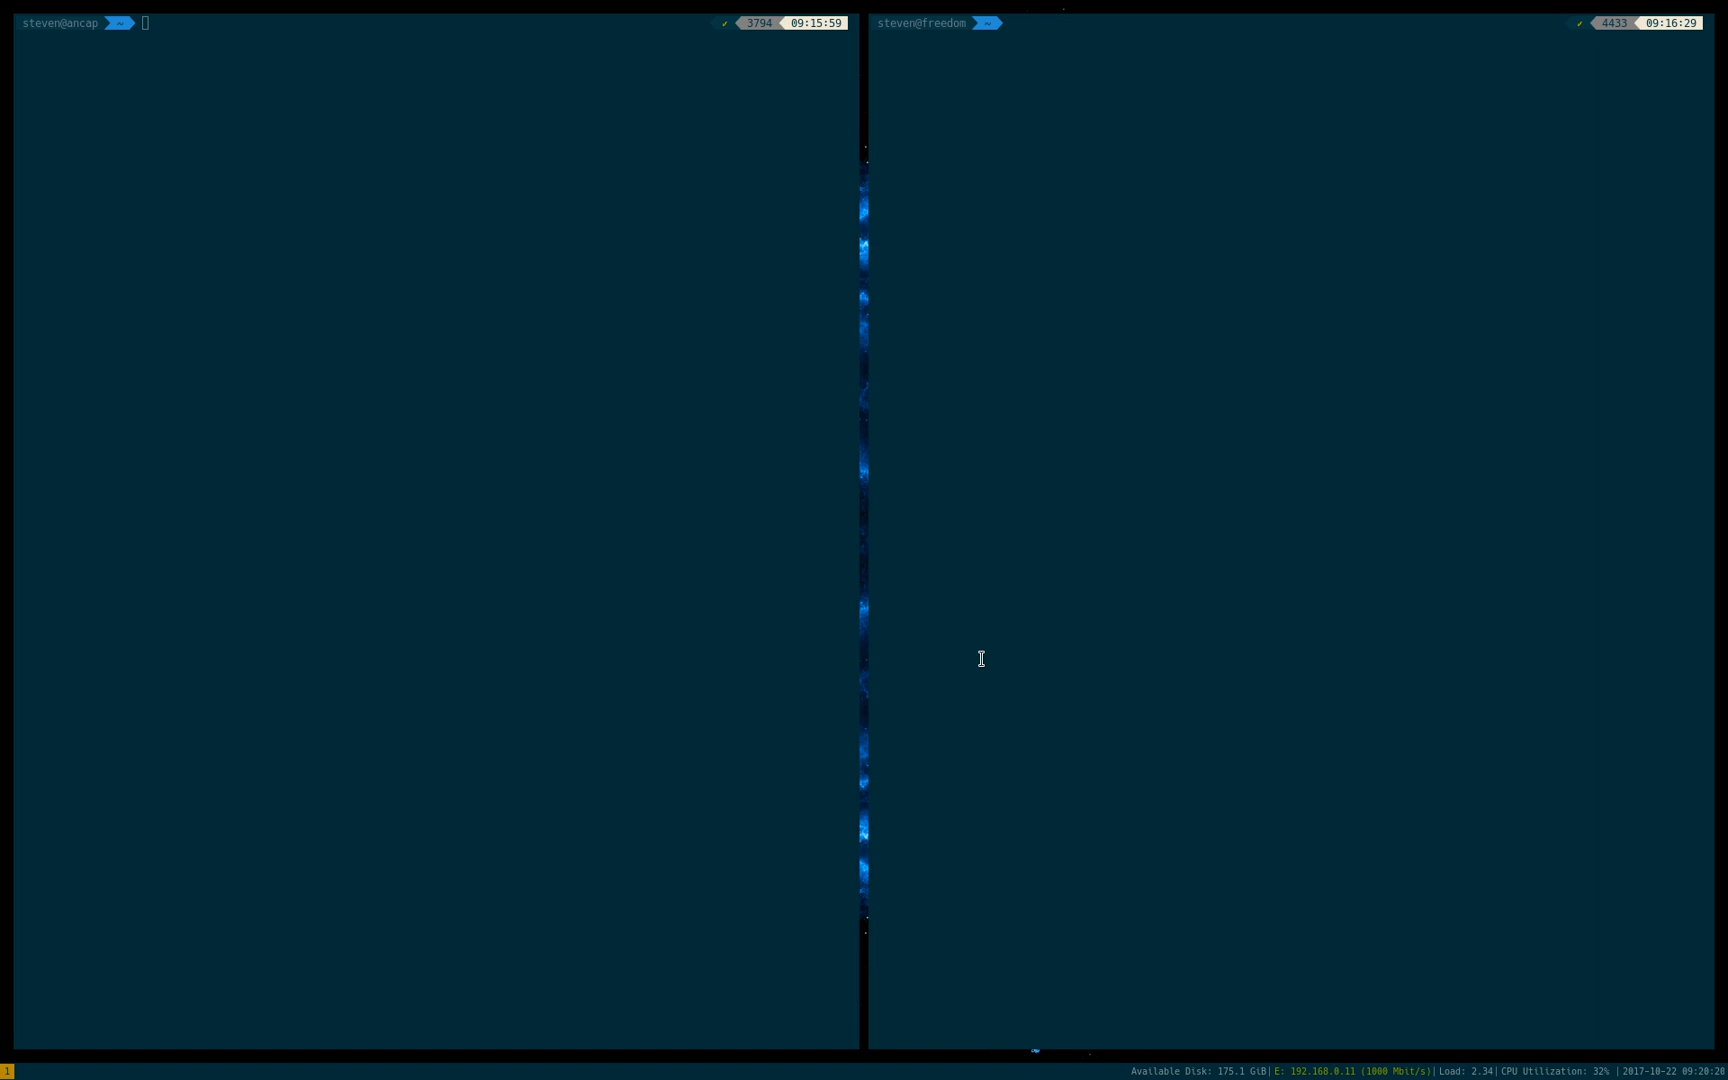 steven@ancap ~ ✓ 3794 09:15:59
steven@freedom ~ ✓ 4433 09:16:29
1 Available Disk: 175.1 GiB| E: 192.168.0.11 (1000 Mbit/s)| Load: 2.34| CPU Utilization: 32% | 2017-10-22 09:20:20